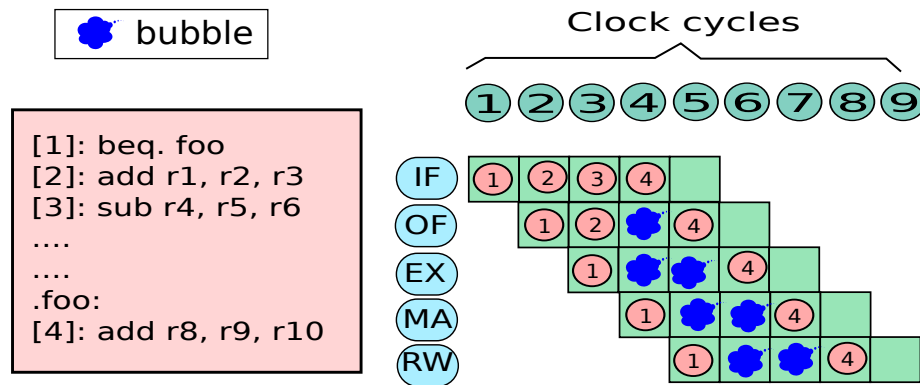 bubble
Clock cycles
1 2 3 4 5 6 7 8 9
[1]: beq. foo
[2]: add r1, r2, r3
[3]: sub r4, r5, r6
....
....
.foo:
[4]: add r8, r9, r10
IF 1 2 3 4
OF 1 2 4
EX 1 4
MA 1 4
RW 1 4